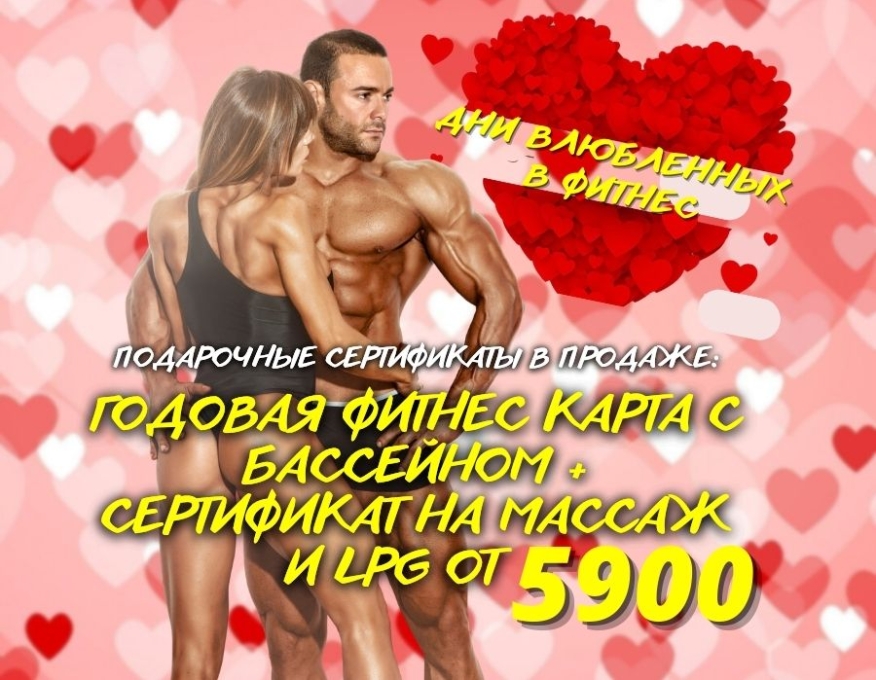 ДНИ ВЛЮБЛЕННЫХ
В ФИТНЕС
ПОДАРОЧНЫЕ СЕРТИФИКАТЫ В ПРОДАЖЕ:
ГОДОВАЯ ФИТНЕС КАРТА С
БАССЕЙНОМ +
СЕРТИФИКАТ НА МАССАЖ
И LPG ОТ 5900